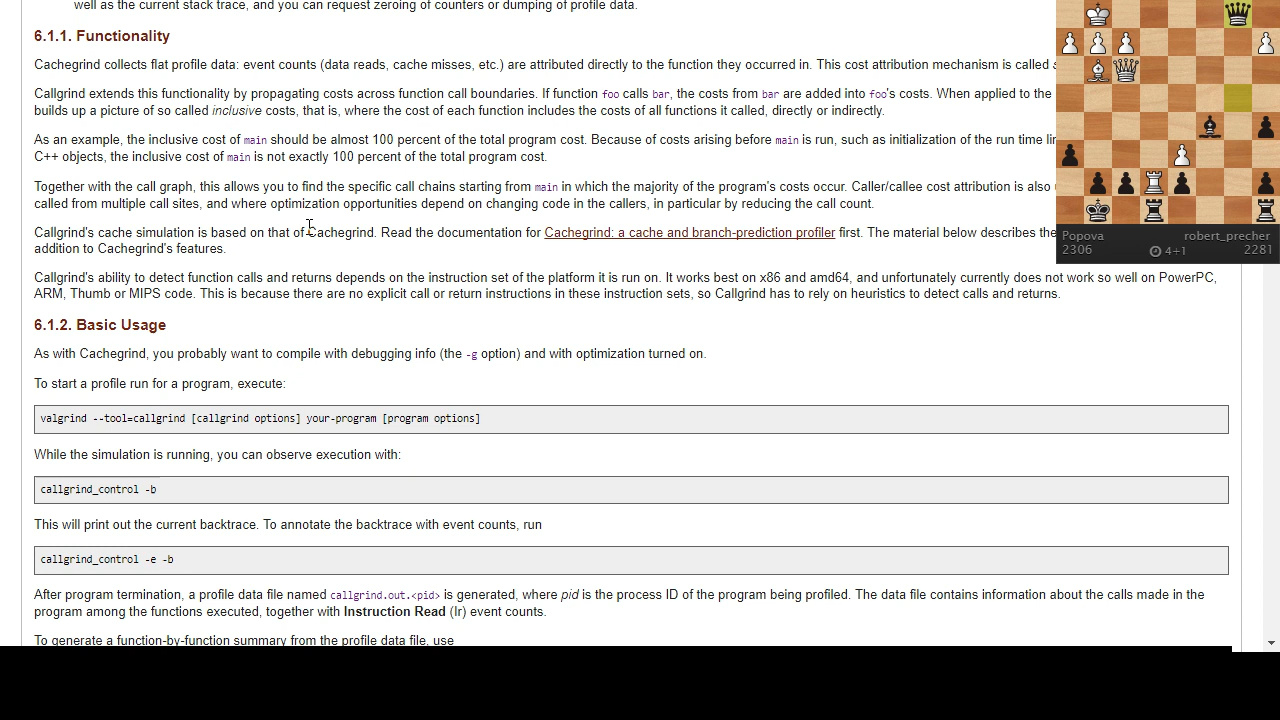 well as the current stack trace, and you can request zeroing of counters or dumping of profile data.
6.1.1. Functionality
Cachegrind collects flat profile data: event counts (data reads, cache misses, etc.) are attributed directly to the function they occurred in. This cost attribution mechanism is called
Callgrind extends this functionality by propagating costs across function call boundaries. If function foo calls bar, the costs from bar are added into foo's costs. When applied to the
builds up a picture of so called inclusive costs, that is, where the cost of each function includes the costs of all functions it called, directly or indirectly.
As an example, the inclusive cost of main should be almost 100 percent of the total program cost. Because of costs arising before main is run, such as initialization of the run time
C++ objects, the inclusive cost of main is not exactly 100 percent of the total program cost.
Together with the call graph, this allows you to find the specific call chains starting from main in which the majority of the program's costs occur. Caller/callee cost attribution is also
called from multiple call sites, and where optimization opportunities depend on changing code in the callers, in particular by reducing the call count.
Callgrind's cache simulation is based on that of Cachegrind. Read the documentation for Cachegrind: a cache and branch-prediction profiler first. The material below describes the
addition to Cachegrind's features.
Callgrind's ability to detect function calls and returns depends on the instruction set of the platform it is run on. It works best on x86 and amd64, and unfortunately currently does not work so well on PowerPC,
ARM, Thumb or MIPS code. This is because there are no explicit call or return instructions in these instruction sets, so Callgrind has to rely on heuristics to detect calls and returns.
6.1.2. Basic Usage
As with Cachegrind, you probably want to compile with debugging info (the -g option) and with optimization turned on.
To start a profile run for a program, execute:
valgrind --tool=callgrind [callgrind options] your-program [program options]
While the simulation is running, you can observe execution with:
callgrind_control -b
This will print out the current backtrace. To annotate the backtrace with event counts, run
callgrind_control -e -b
After program termination, a profile data file named callgrind.out.<pid> is generated, where pid is the process ID of the program being profiled. The data file contains information about the calls made in the
program among the functions executed, together with Instruction Read (Ir) event counts.
To generate a function-by-function summary from the profile data file, use
Popova robert_precher
2306 4+1 2281